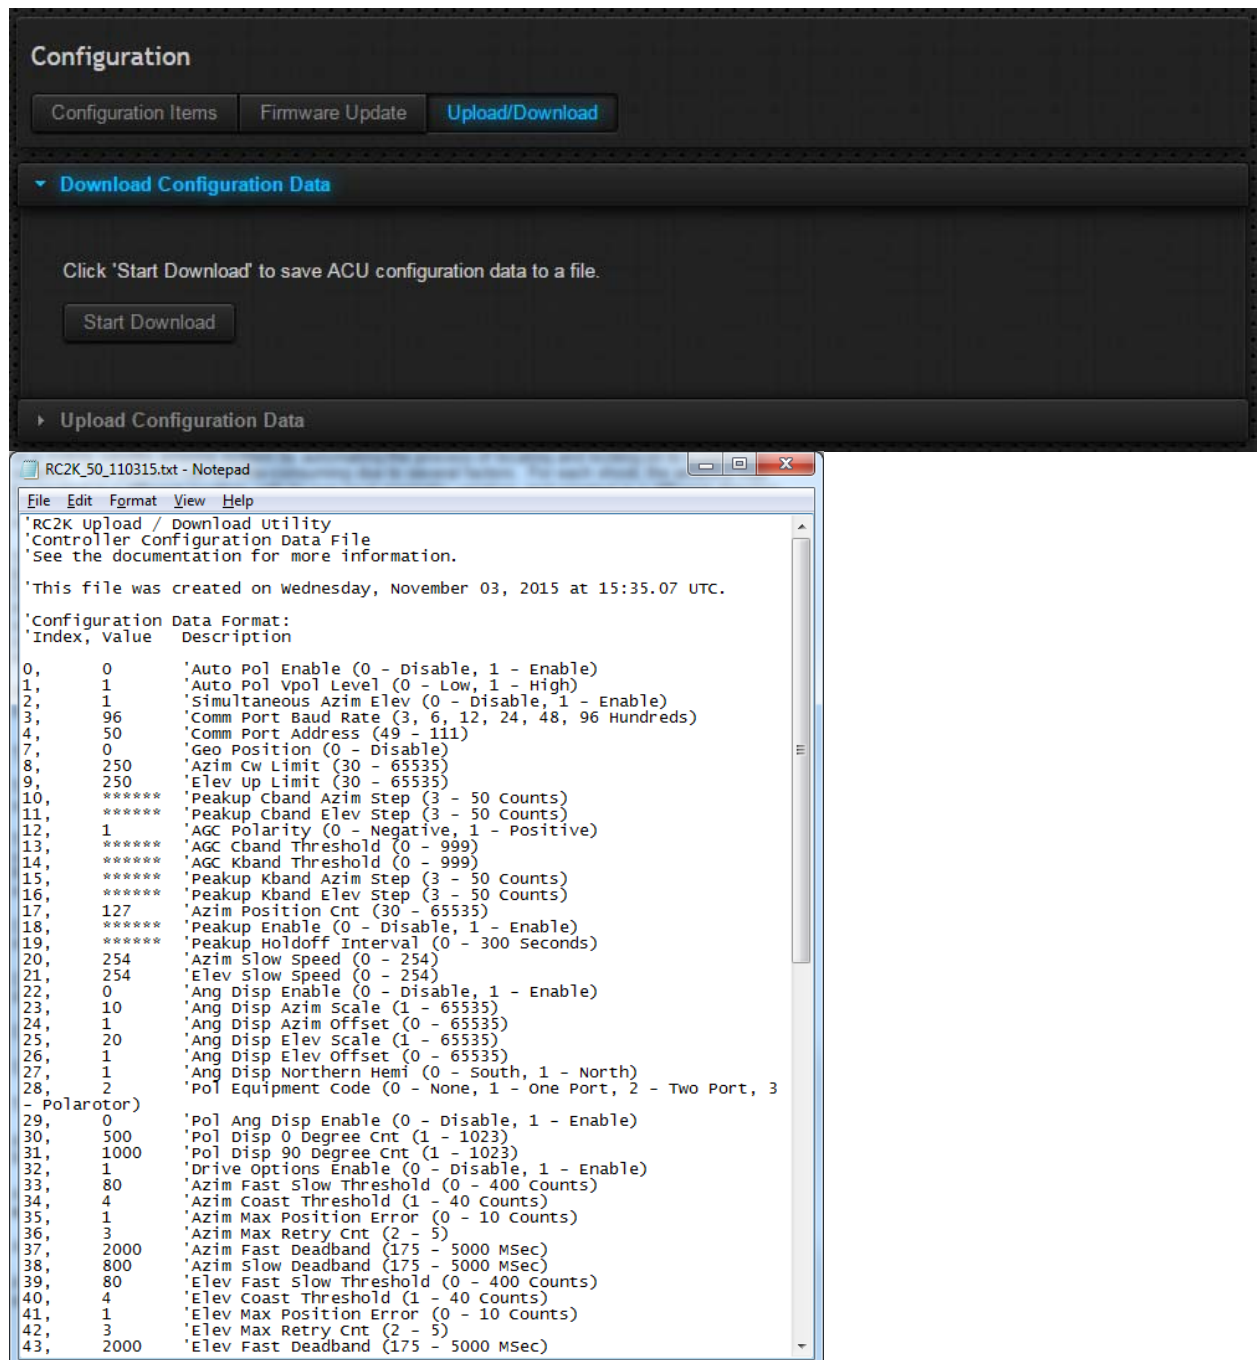 Configuration
Configuration Items Firmware Update Upload/Download
Download Configuration Data
Click 'Start Download' to save ACU configuration data to a file.
Start Download
Upload Configuration Data
RC2K_50_110315.txt - Notepad
File Edit Format View Help
'RC2K Upload / Download Utility
'Controller Configuration Data File
'See the documentation for more information.
'This file was created on Wednesday, November 03, 2015 at 15:35.07 UTC.
'Configuration Data Format:
'Index, Value Description
0, 0 'Auto Pol Enable (0 - Disable, 1 - Enable)
1, 1 'Auto Pol Vpol Level (0 - Low, 1 - High)
2, 1 'Simultaneous Azim Elev (0 - Disable, 1 - Enable)
3, 96 'Comm Port Baud Rate (3, 6, 12, 24, 48, 96 Hundreds)
4, 50 'Comm Port Address (49 - 111)
7, 0 'Geo Position (0 - Disable)
8, 250 'Azim Cw Limit (30 - 65535)
9, 250 'Elev Up Limit (30 - 65535)
10, ****** 'Peakup Cband Azim Step (3 - 50 Counts)
11, ****** 'Peakup Cband Elev Step (3 - 50 Counts)
12, 1 'AGC Polarity (0 - Negative, 1 - Positive)
13, ****** 'AGC Cband Threshold (0 - 999)
14, ****** 'AGC Kband Threshold (0 - 999)
15, ****** 'Peakup Kband Azim Step (3 - 50 Counts)
16, ****** 'Peakup Kband Elev Step (3 - 50 Counts)
17, 127 'Azim Position Cnt (30 - 65535)
18, ****** 'Peakup Enable (0 - Disable, 1 - Enable)
19, ****** 'Peakup Holdoff Interval (0 - 300 Seconds)
20, 254 'Azim Slow Speed (0 - 254)
21, 254 'Elev Slow Speed (0 - 254)
22, 0 'Ang Disp Enable (0 - Disable, 1 - Enable)
23, 10 'Ang Disp Azim Scale (1 - 65535)
24, 1 'Ang Disp Azim Offset (0 - 65535)
25, 20 'Ang Disp Elev Scale (1 - 65535)
26, 1 'Ang Disp Elev Offset (0 - 65535)
27, 1 'Ang Disp Northern Hemi (0 - South, 1 - North)
28, 2 'Pol Equipment Code (0 - None, 1 - One Port, 2 - Two Port, 3
- Polarotor)
29, 0 'Pol Ang Disp Enable (0 - Disable, 1 - Enable)
30, 500 'Pol Disp 0 Degree Cnt (1 - 1023)
31, 1000 'Pol Disp 90 Degree Cnt (1 - 1023)
32, 1 'Drive Options Enable (0 - Disable, 1 - Enable)
33, 80 'Azim Fast Slow Threshold (0 - 400 Counts)
34, 4 'Azim Coast Threshold (1 - 40 Counts)
35, 1 'Azim Max Position Error (0 - 10 Counts)
36, 3 'Azim Max Retry Cnt (2 - 5)
37, 2000 'Azim Fast Deadband (175 - 5000 MSec)
38, 800 'Azim Slow Deadband (175 - 5000 MSec)
39, 80 'Elev Fast Slow Threshold (0 - 400 Counts)
40, 4 'Elev Coast Threshold (1 - 40 Counts)
41, 1 'Elev Max Position Error (0 - 10 Counts)
42, 3 'Elev Max Retry Cnt (2 - 5)
43, 2000 'Elev Fast Deadband (175 - 5000 MSec)